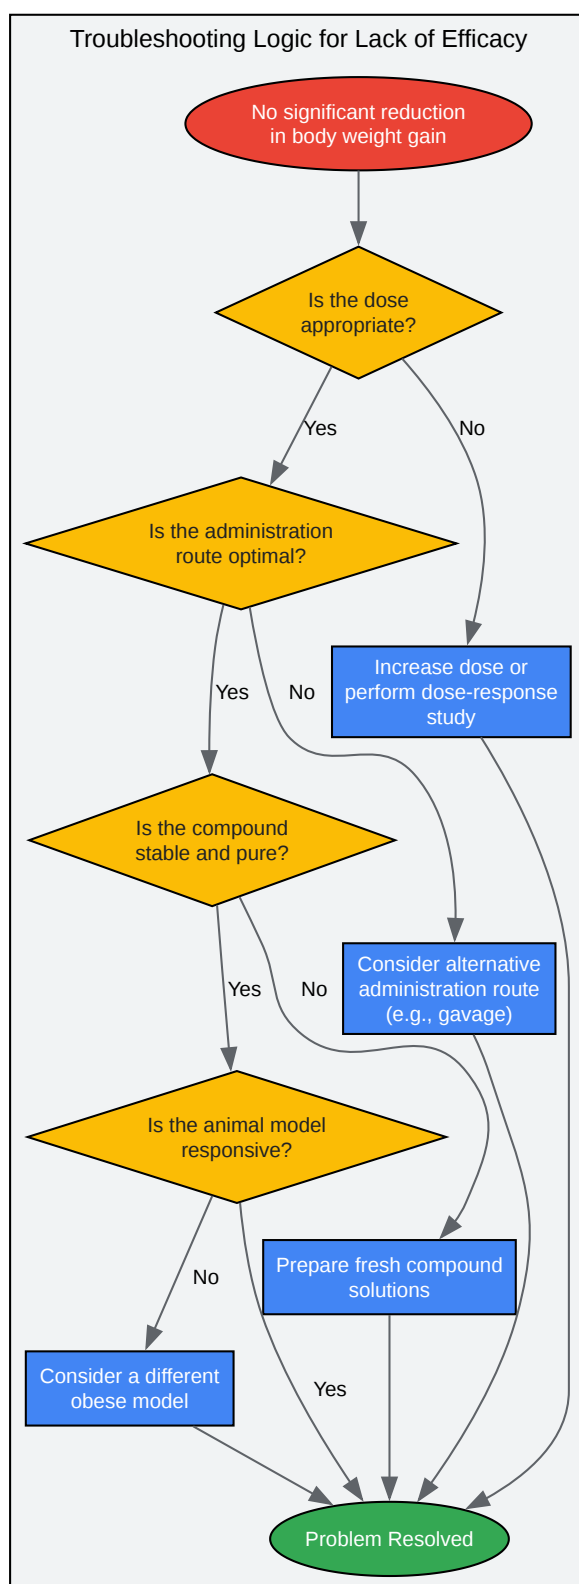 Troubleshooting Logic for Lack of Efficacy
No significant reduction
in body weight gain
Is the dose
appropriate?
Yes
No
Is the administration
route optimal?
Increase dose or
perform dose-response
study
Yes
No
Is the compound
stable and pure?
Consider alternative
administration route
(e.g., gavage)
Yes
No
Is the animal model
responsive?
Prepare fresh compound
solutions
No
Consider a different
obese model
Yes
Problem Resolved